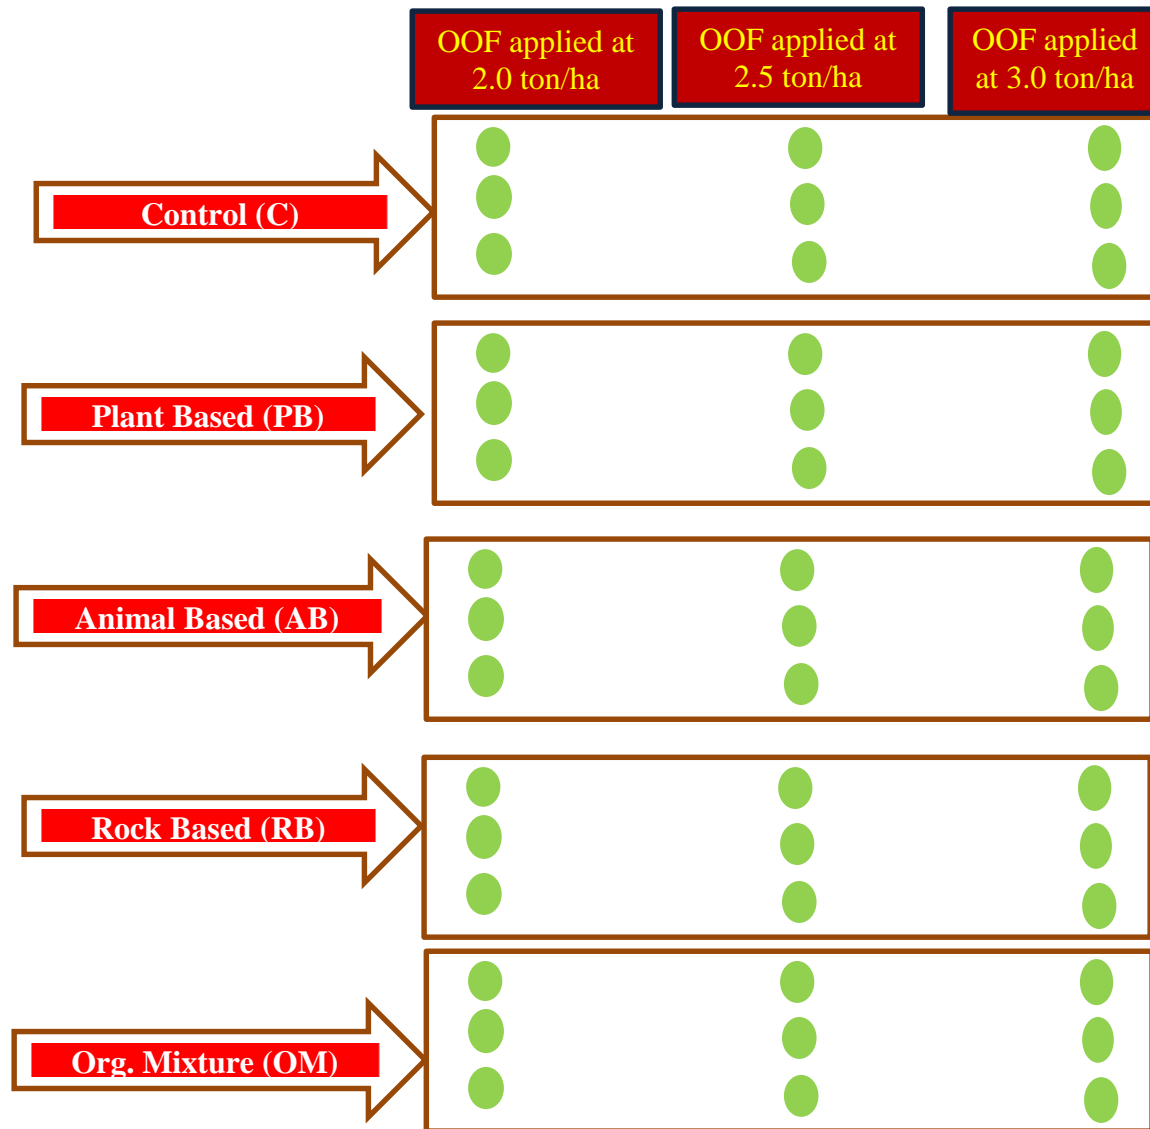 OOF applied at
2.0 ton/ha
OOF applied at
2.5 ton/ha
OOF applied
at 3.0 ton/ha
Control (C)
Plant Based (PB)
Animal Based (AB)
Rock Based (RB)
Org. Mixture (OM)